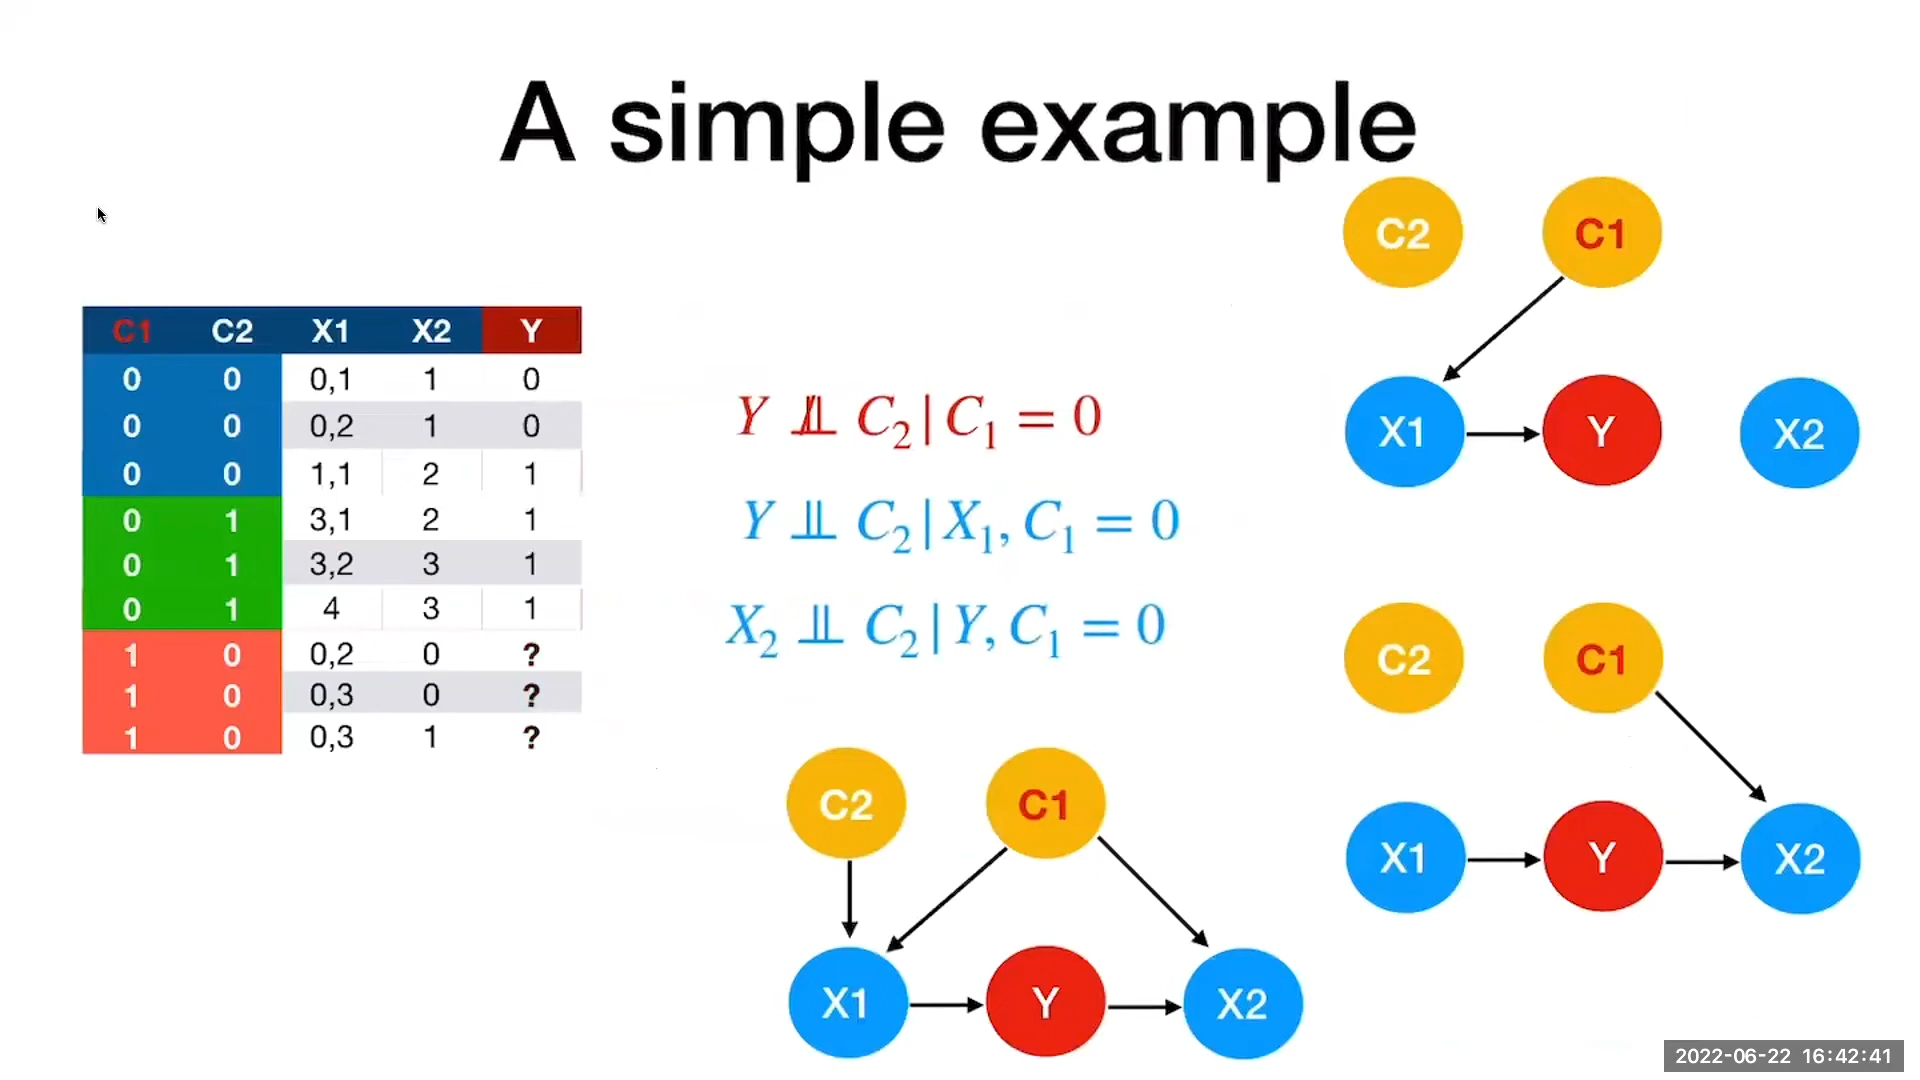 A simple example
C1 C2 X1 X2 Y
0 0 0,1 1 0
0 0 0,2 1 0
0 0 1,1 2 1
0 1 3,1 2 1
0 1 3,2 3 1
0 1 4 3 1
1 0 0,2 0 ?
1 0 0,3 0 ?
1 0 0,3 1 ?
Y ⫫̸ C₂ | C₁ = 0
Y ⫫ C₂ | X₁, C₁ = 0
X₂ ⫫ C₂ | Y, C₁ = 0
C2 C1
X1 Y X2
C2 C1
X1 Y X2
C2 C1
X1 Y X2
2022-06-22 16:42:41